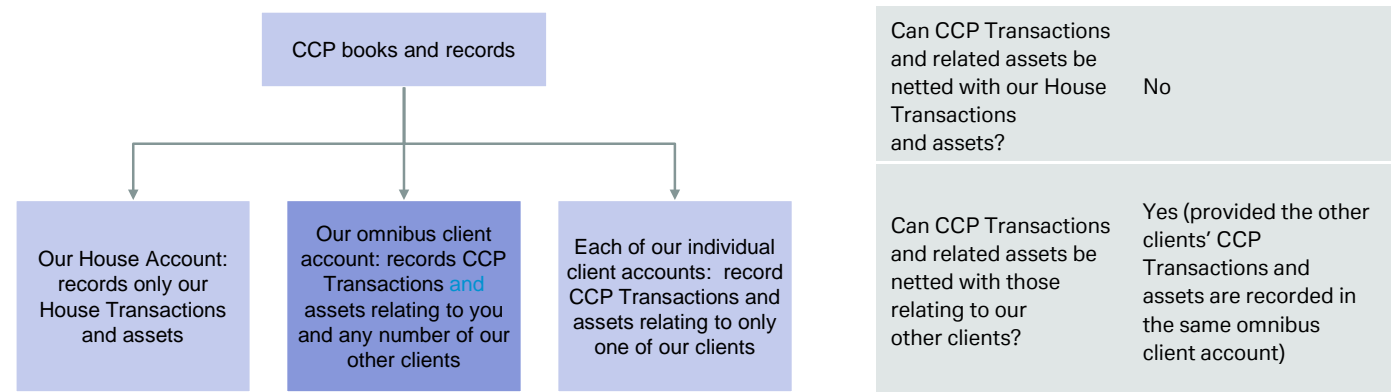 CCP books and records
Our House Account:
records only our
House Transactions
and assets
Our omnibus client
account: records CCP
Transactions and
assets relating to you
and any number of our
other clients
Each of our individual
client accounts:  record
CCP Transactions and
assets relating to only
one of our clients
Can CCP Transactions
and related assets be
netted with our House
Transactions
and assets?
No
Can CCP Transactions
and related assets be
netted with those
relating to our
other clients?
Yes (provided the other
clients’ CCP
Transactions and
assets are recorded in
the same omnibus
client account)